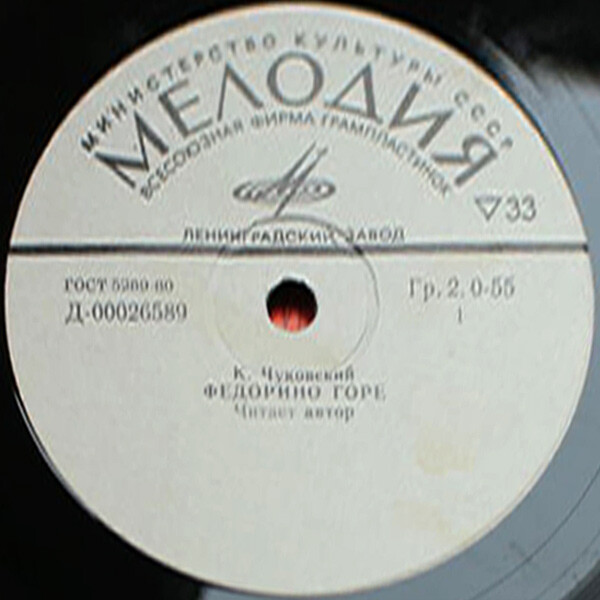 МИНИСТЕРСТВО КУЛЬТУРЫ СССР
МЕЛОДИЯ
ВСЕСОЮЗНАЯ ФИРМА ГРАМПЛАСТИНОК
33
ЛЕНИНГРАДСКИЙ ЗАВОД
ГОСТ 5289-60
Гр. 2. 0-55
Д-00026589
1
К. Чуковский
ФЕДОРИНО ГОРЕ
Читает автор